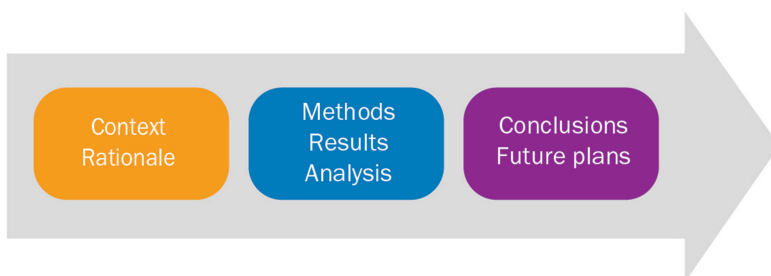 Context
Rationale
Methods
Results
Analysis
Conclusions
Future plans